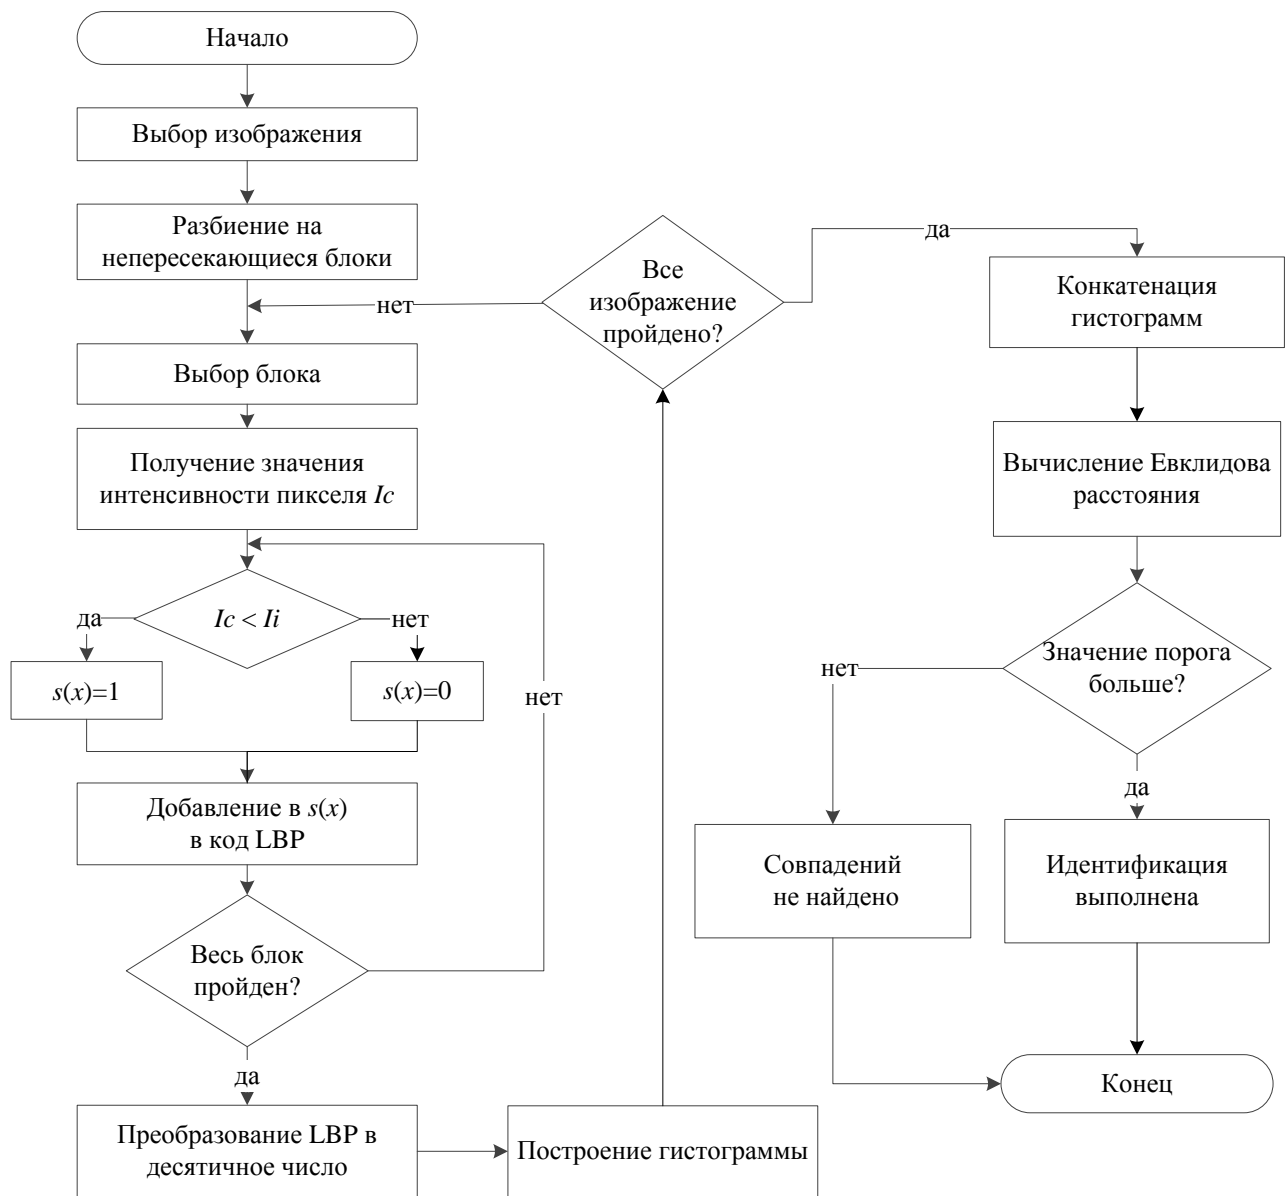 Начало
Выбор изображения
Разбиение на
непересекающиеся блоки
нет
Все
изображение
пройдено?
да
Конкатенация
гистограмм
Выбор блока
Получение значения
интенсивности пикселя Ic
Вычисление Евклидова
расстояния
да
Ic < Ii
нет
s(x)=1
s(x)=0
нет
Значение порога
больше?
нет
да
Добавление в s(x)
в код LBP
Совпадений
не найдено
Идентификация
выполнена
Весь блок
пройден?
да
Конец
Преобразование LBP в
десятичное число
Построение гистограммы